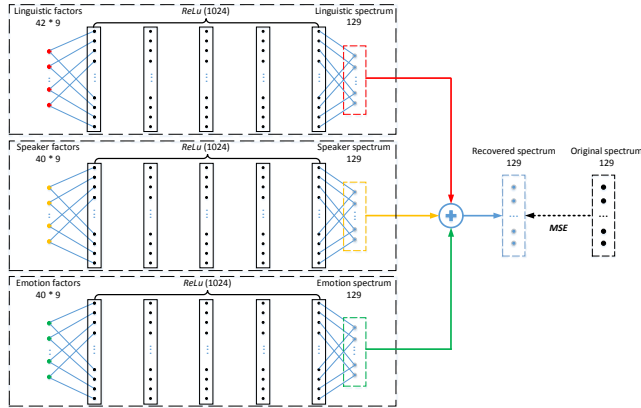 Linguistic factors
42 * 9
ReLu (1024)
Linguistic spectrum
129
Speaker factors
40 * 9
ReLu (1024)
Speaker spectrum
129
Recovered spectrum
129
Original spectrum
129
MSE
Emotion factors
40 * 9
ReLu (1024)
Emotion spectrum
129